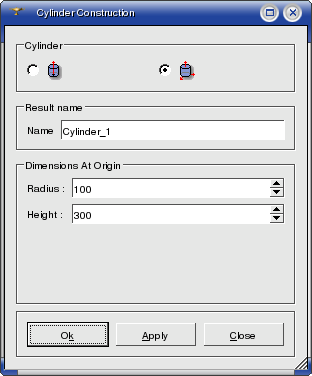 Cylinder Construction
Cylinder
Result name
Name Cylinder_1
Dimensions At Origin
Radius : 100
Height : 300
Ok Apply Close